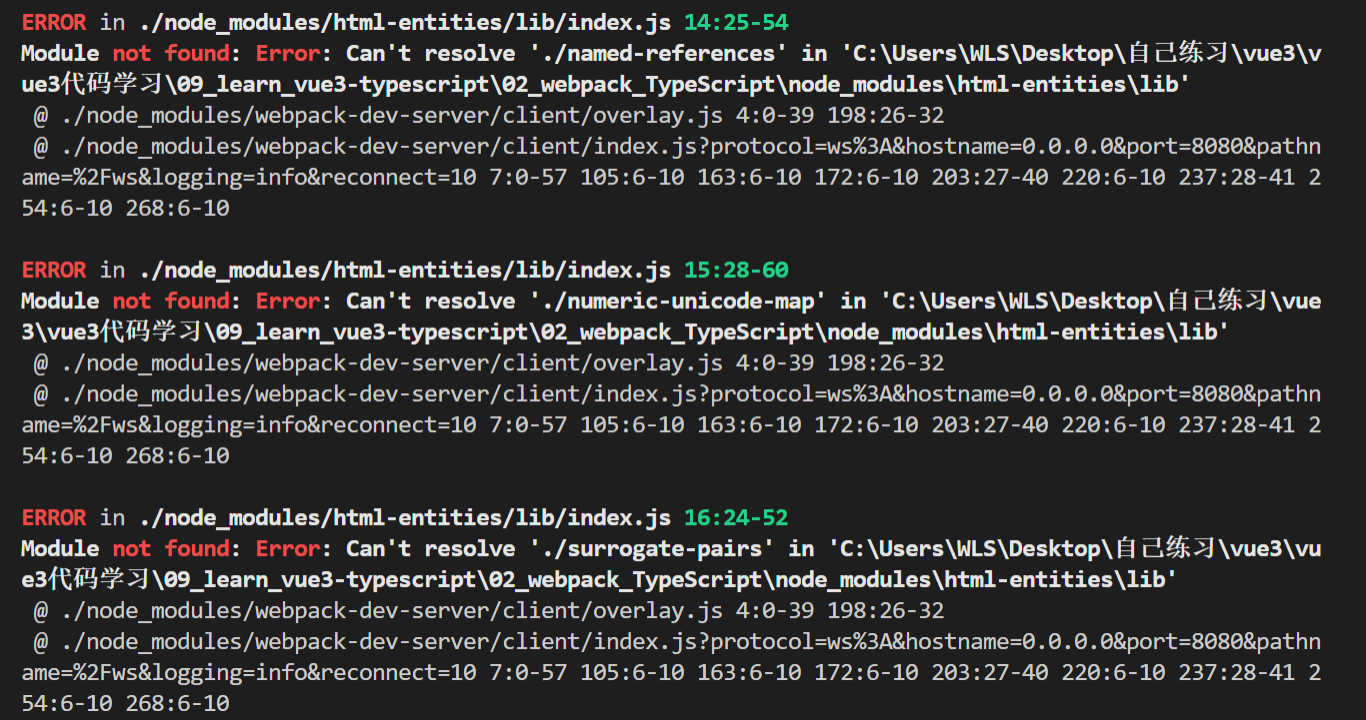 ERROR in ./node_modules/html-entities/lib/index.js 14:25-54
Module not found: Error: Can't resolve './named-references' in 'C:\Users\WLS\Desktop\自己练习\vue3\v
ue3代码学习\09_learn_vue3-typescript\02_webpack_TypeScript\node_modules\html-entities\lib'
 @ ./node_modules/webpack-dev-server/client/overlay.js 4:0-39 198:26-32
 @ ./node_modules/webpack-dev-server/client/index.js?protocol=ws%3A&hostname=0.0.0.0&port=8080&pathn
ame=%2Fws&logging=info&reconnect=10 7:0-57 105:6-10 163:6-10 172:6-10 203:27-40 220:6-10 237:28-41 2
54:6-10 268:6-10
ERROR in ./node_modules/html-entities/lib/index.js 15:28-60
Module not found: Error: Can't resolve './numeric-unicode-map' in 'C:\Users\WLS\Desktop\自己练习\vue
3\vue3代码学习\09_learn_vue3-typescript\02_webpack_TypeScript\node_modules\html-entities\lib'
 @ ./node_modules/webpack-dev-server/client/overlay.js 4:0-39 198:26-32
 @ ./node_modules/webpack-dev-server/client/index.js?protocol=ws%3A&hostname=0.0.0.0&port=8080&pathn
ame=%2Fws&logging=info&reconnect=10 7:0-57 105:6-10 163:6-10 172:6-10 203:27-40 220:6-10 237:28-41 2
54:6-10 268:6-10
ERROR in ./node_modules/html-entities/lib/index.js 16:24-52
Module not found: Error: Can't resolve './surrogate-pairs' in 'C:\Users\WLS\Desktop\自己练习\vue3\vu
e3代码学习\09_learn_vue3-typescript\02_webpack_TypeScript\node_modules\html-entities\lib'
 @ ./node_modules/webpack-dev-server/client/overlay.js 4:0-39 198:26-32
 @ ./node_modules/webpack-dev-server/client/index.js?protocol=ws%3A&hostname=0.0.0.0&port=8080&pathn
ame=%2Fws&logging=info&reconnect=10 7:0-57 105:6-10 163:6-10 172:6-10 203:27-40 220:6-10 237:28-41 2
54:6-10 268:6-10